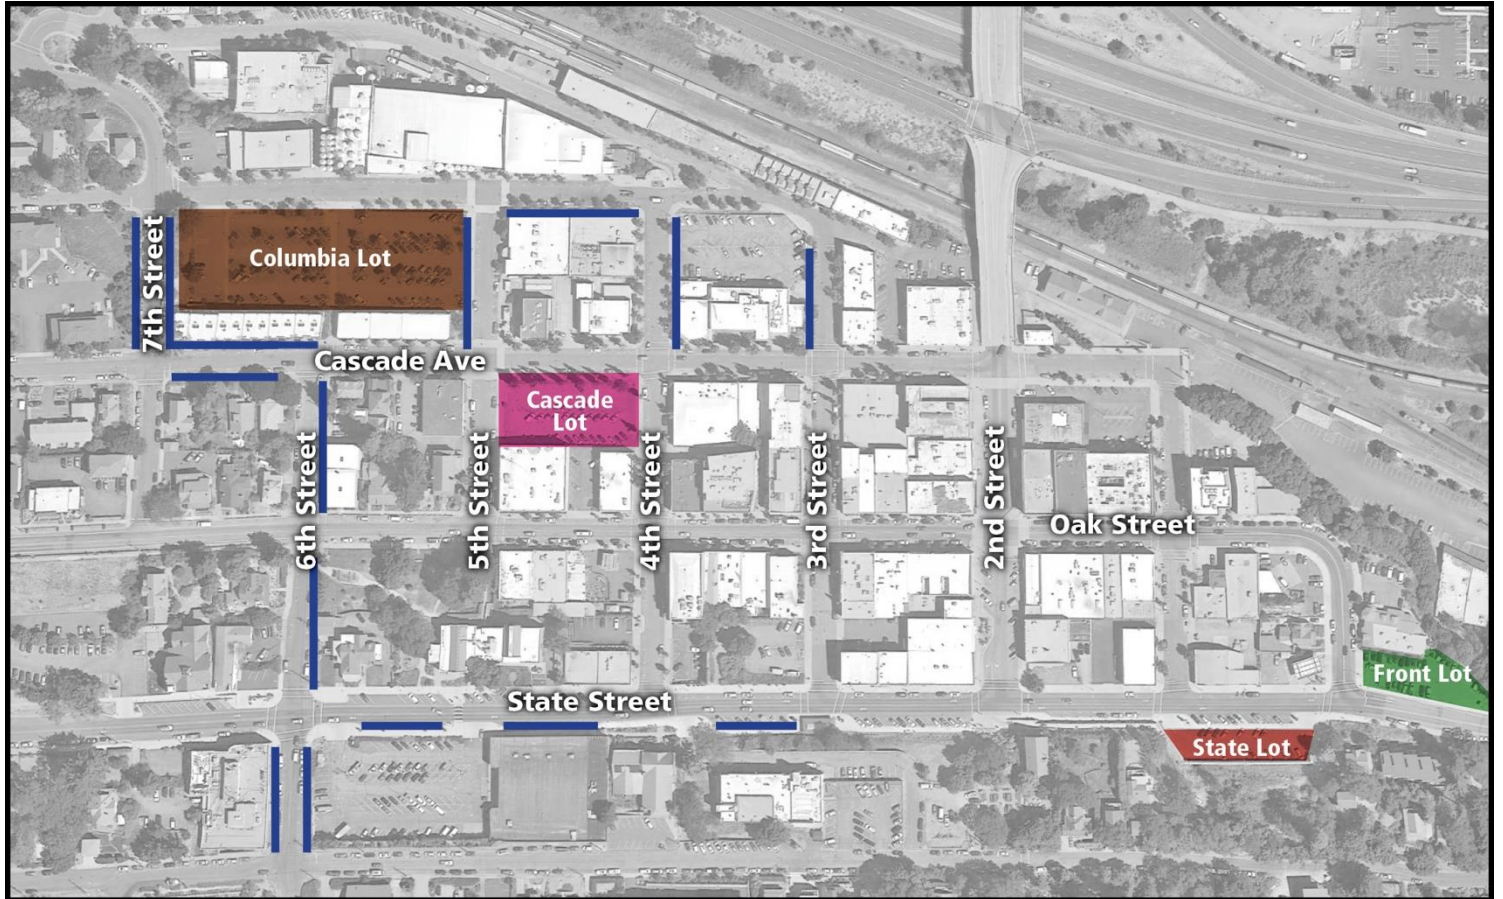 7th Street
Columbia Lot
Cascade Ave
Cascade
Lot
6th Street
5th Street
4th Street
3rd Street
2nd Street
Oak Street
Front Lot
State Street
State Lot